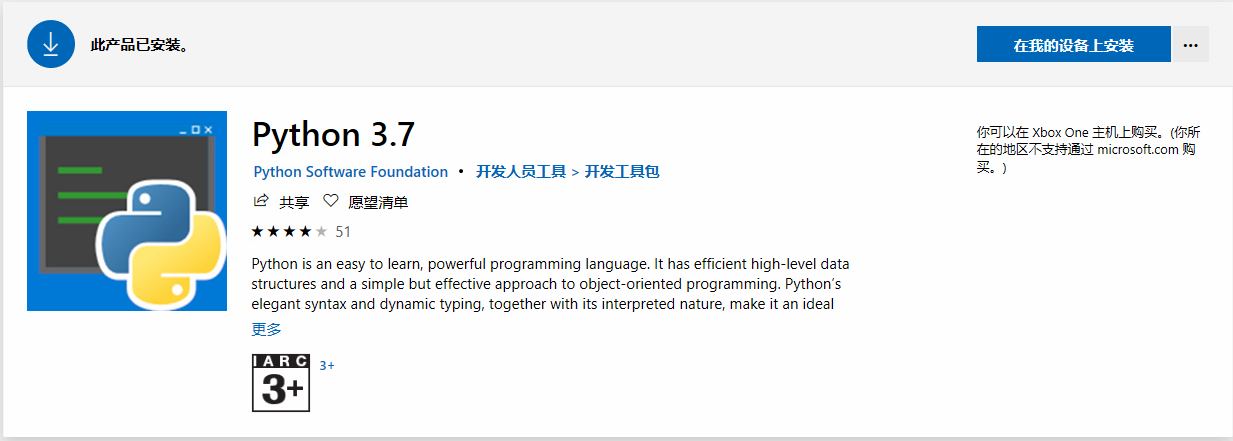 此产品已安装。
在我的设备上安装
Python 3.7
Python Software Foundation • 开发人员工具 > 开发工具包
共享 愿望清单
51
Python is an easy to learn, powerful programming language. It has efficient high-level data
structures and a simple but effective approach to object-oriented programming. Python's
elegant syntax and dynamic typing, together with its interpreted nature, make it an ideal
更多
IARC
3+
3+
你可以在 Xbox One 主机上购买。(你所
在的地区不支持通过 microsoft.com 购
买。)